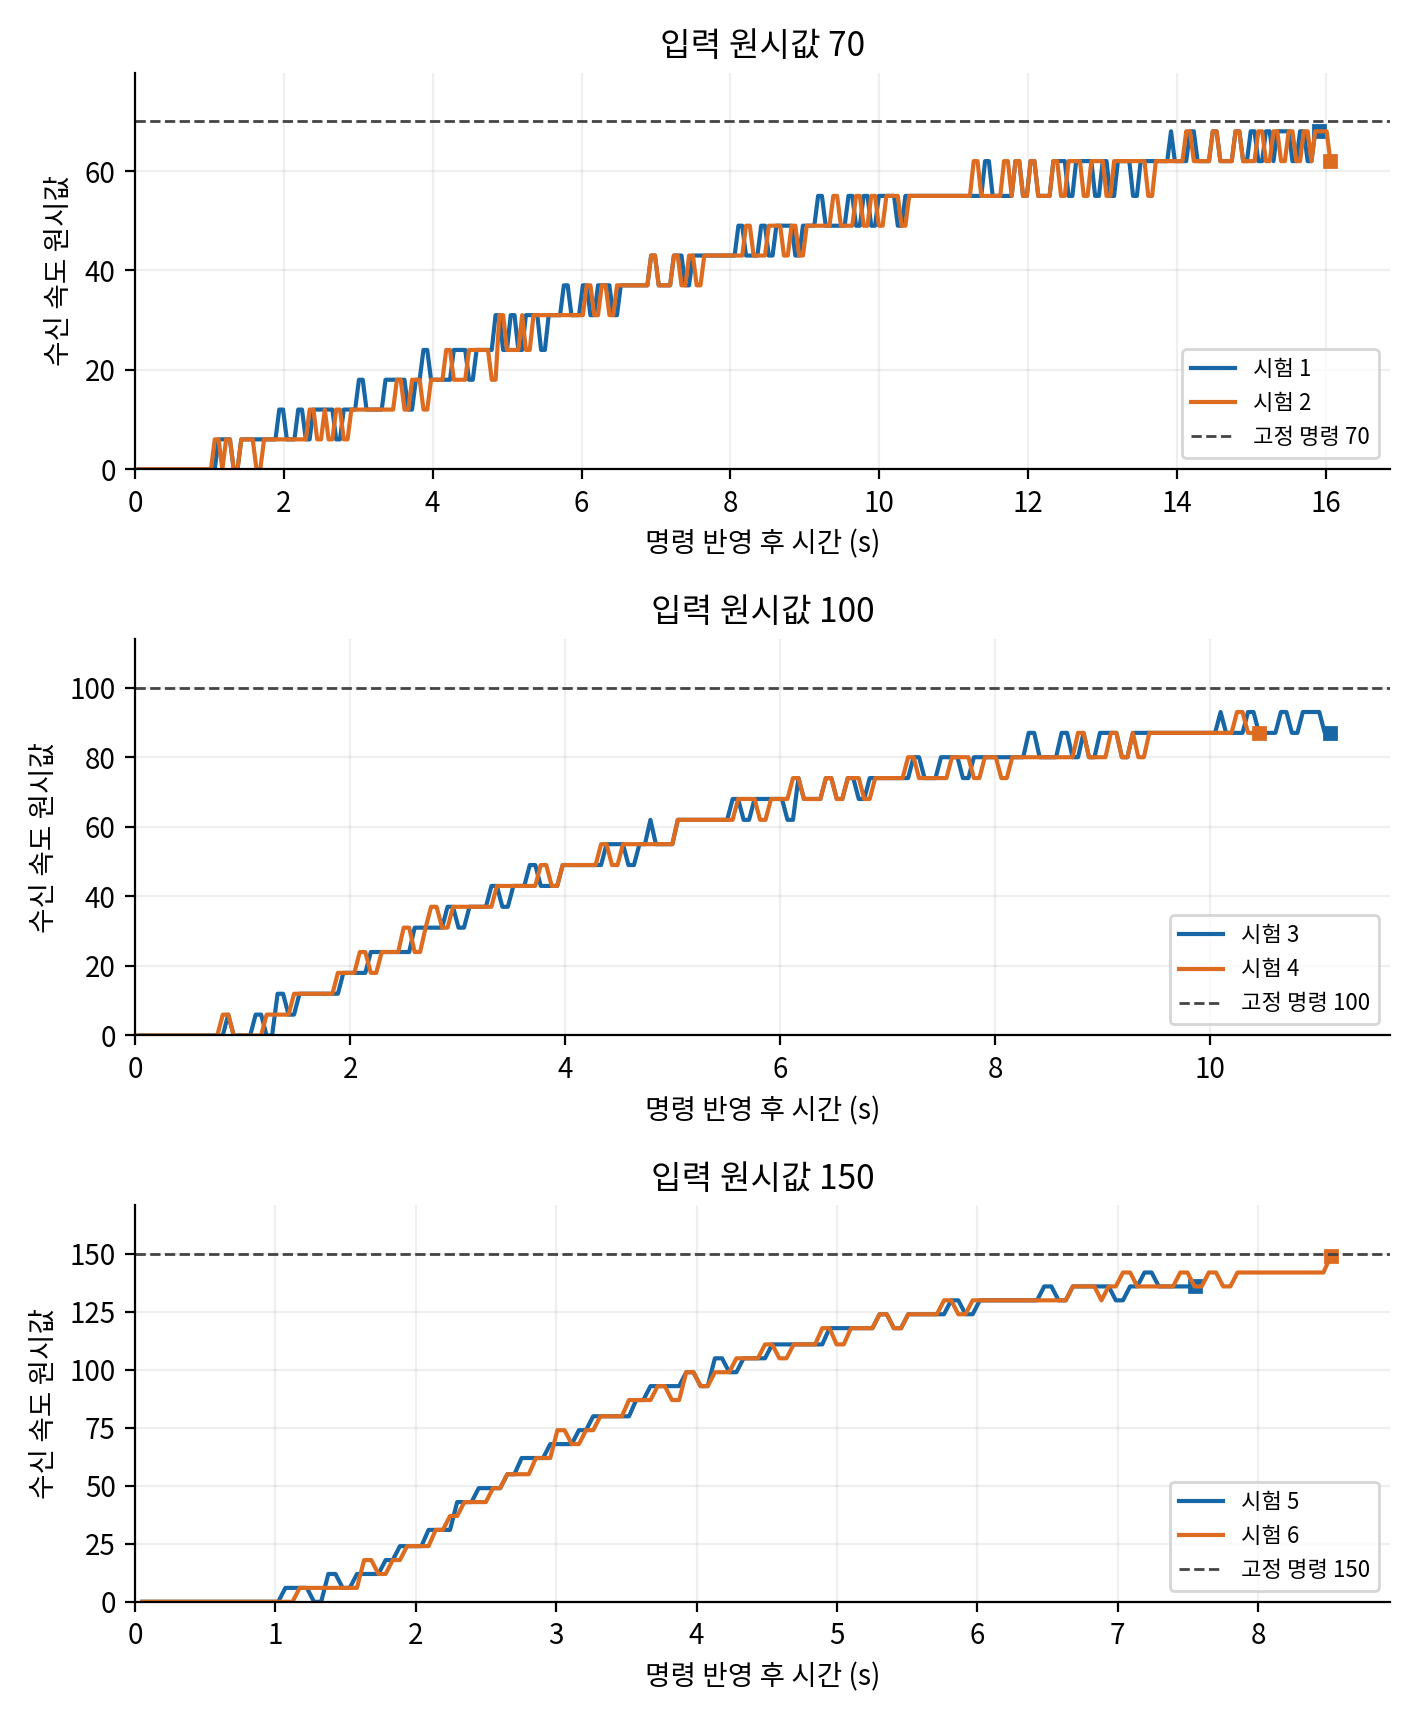 입력 원시값 70
수신 속도 원시값
60
40
20
0
0 2 4 6 8 10 12 14 16
명령 반영 후 시간 (s)
시험 1
시험 2
고정 명령 70
입력 원시값 100
수신 속도 원시값
100
80
60
40
20
0
0 2 4 6 8 10
명령 반영 후 시간 (s)
시험 3
시험 4
고정 명령 100
입력 원시값 150
수신 속도 원시값
150
125
100
75
50
25
0
0 1 2 3 4 5 6 7 8
명령 반영 후 시간 (s)
시험 5
시험 6
고정 명령 150